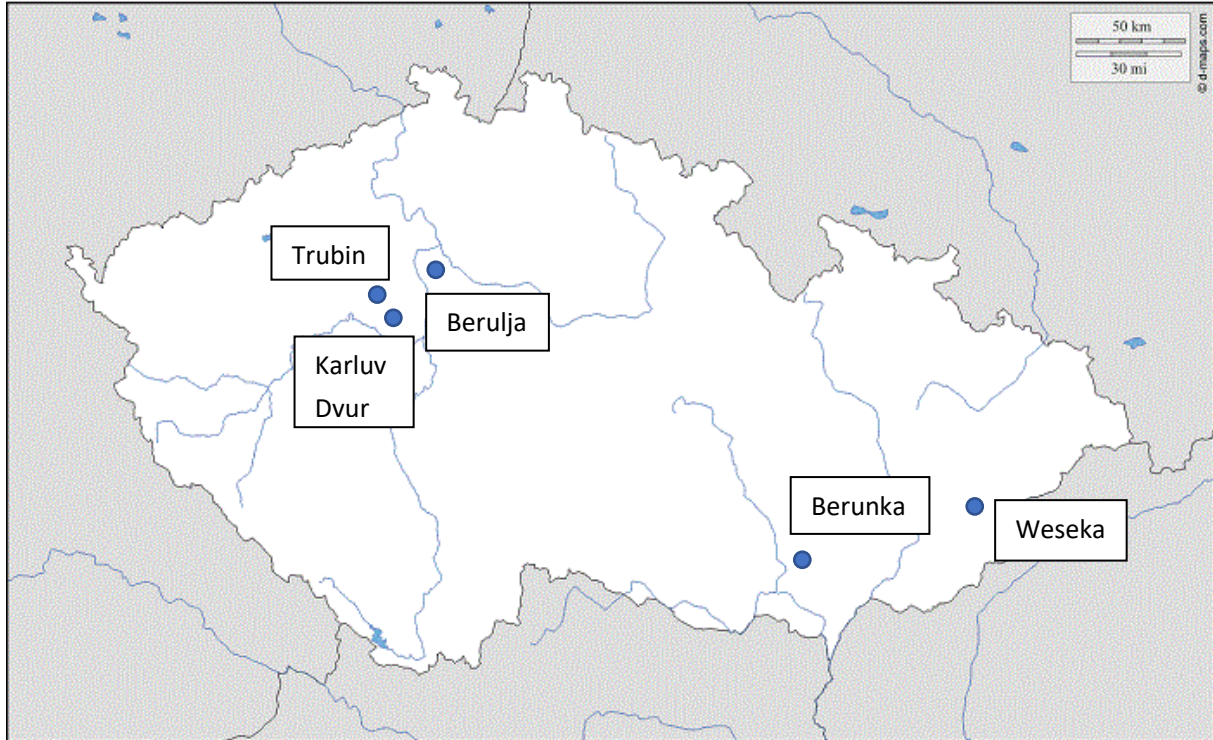 50 km
30 mi
© d-maps.com
Trubin
Berulja
Karluv
Dvur
Berunka
Weseka